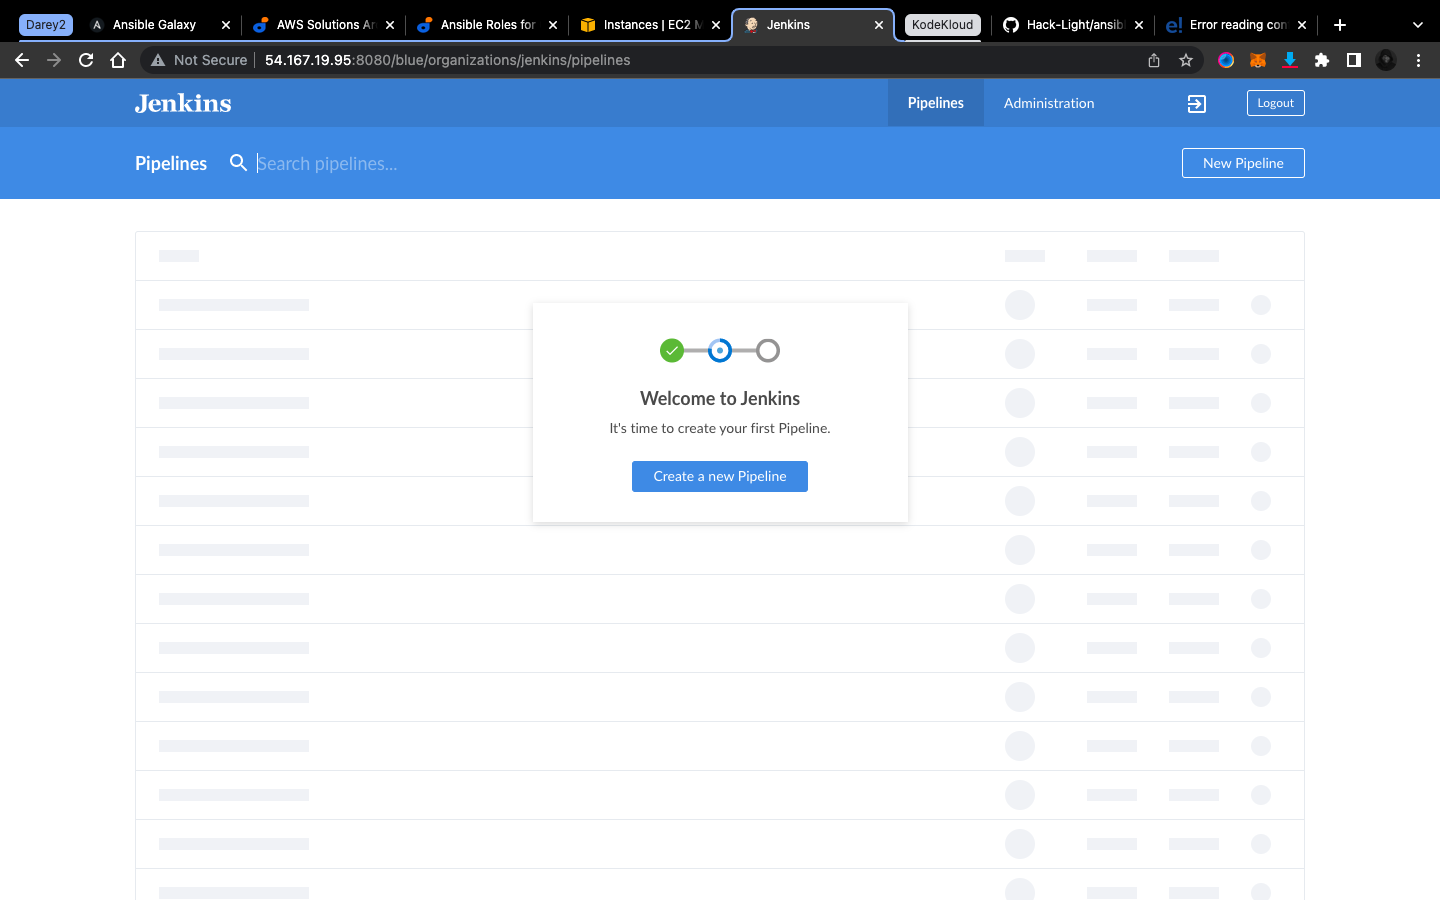 Darey2
Ansible Galaxy
AWS Solutions Ar
Ansible Roles for
Instances | EC2 M
Jenkins
KodeKloud
Hack-Light/ansib
Error reading con
Not Secure
54.167.19.95:8080/blue/organizations/jenkins/pipelines
Jenkins
Pipelines
Administration
Logout
Pipelines
Search pipelines...
New Pipeline
Welcome to Jenkins
It's time to create your first Pipeline.
Create a new Pipeline